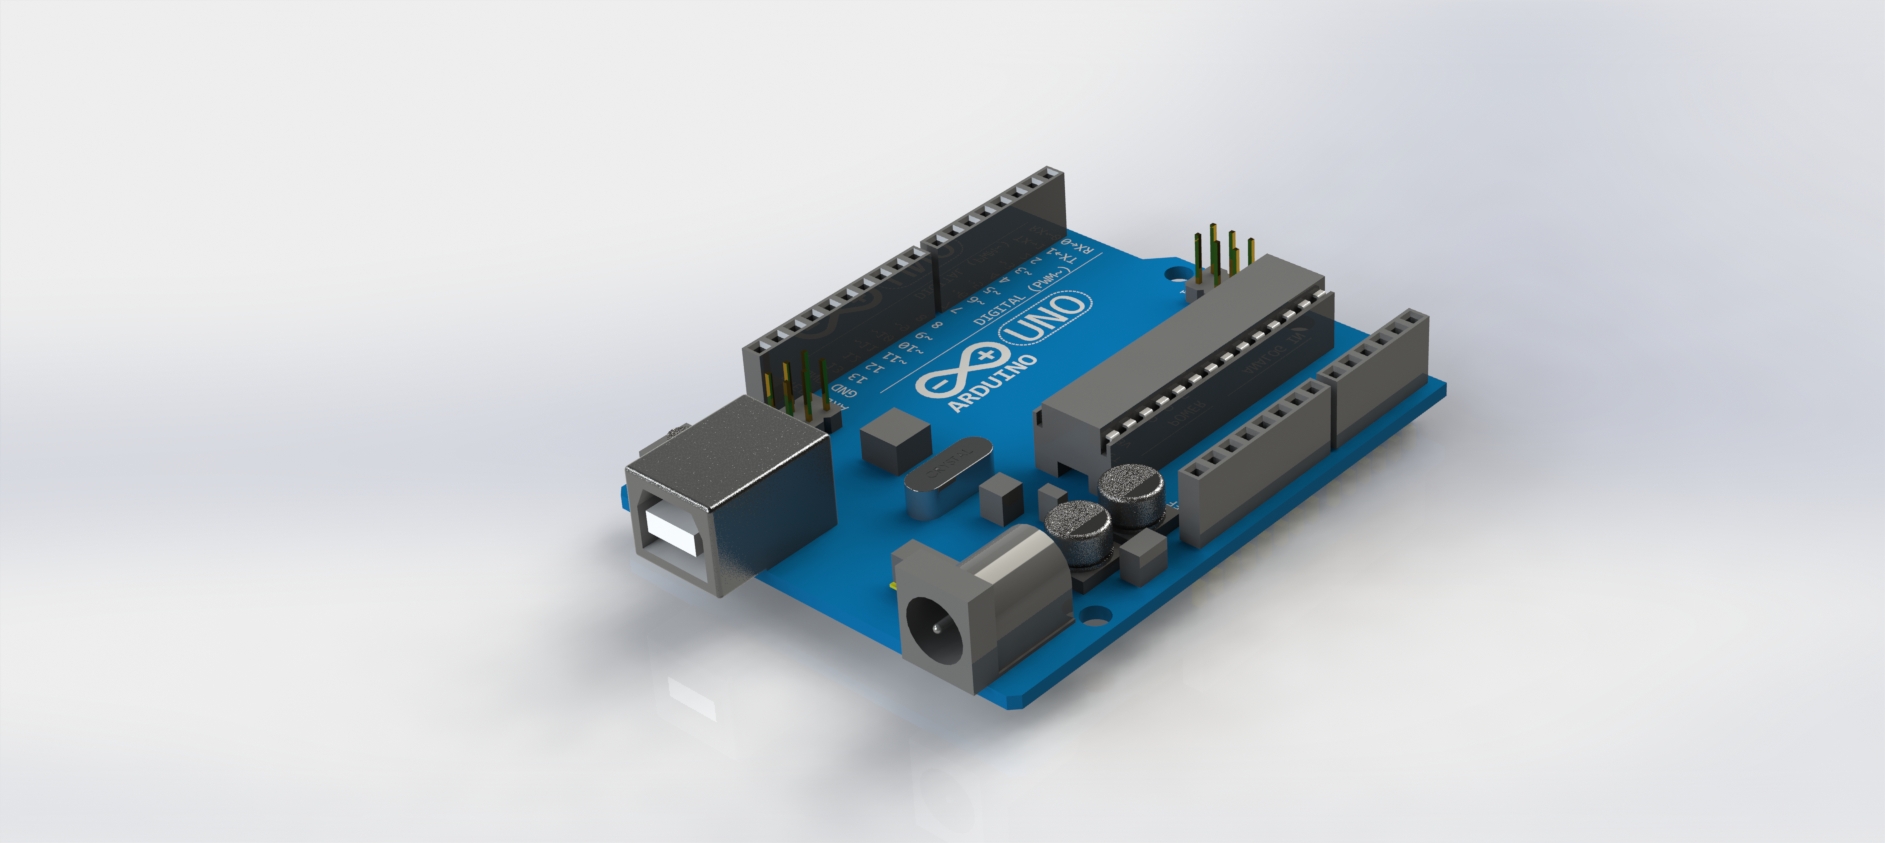 RX←0
TX→1
2
~3
4
~5
~6
7
8
~9
~10
~11
12
13
GND
DIGITAL (PWM~)
UNO
ARDUINO